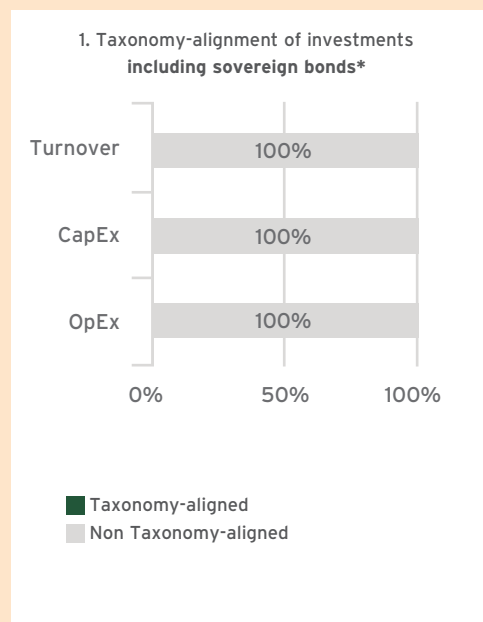 1. Taxonomy-alignment of investments
including sovereign bonds*
Turnover
100%
CapEx
100%
OpEx
100%
0%
50%
100%
Taxonomy-aligned
Non Taxonomy-aligned